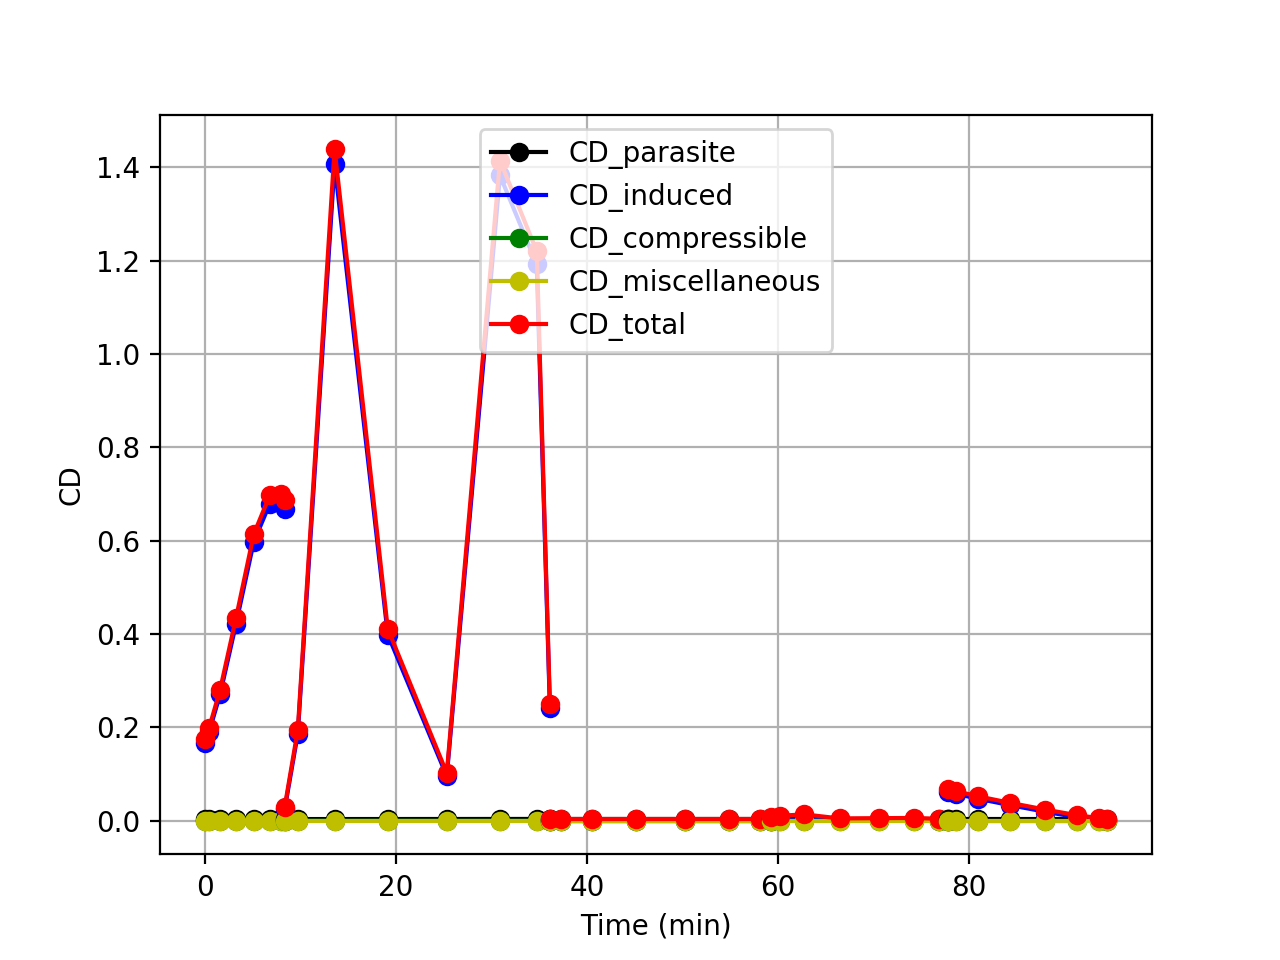 CD_parasite
CD_induced
CD_compressible
CD_miscellaneous
CD_total
1.4
1.2
1.0
0.8
0.6
0.4
0.2
0.0
CD
0 20 40 60 80
Time (min)